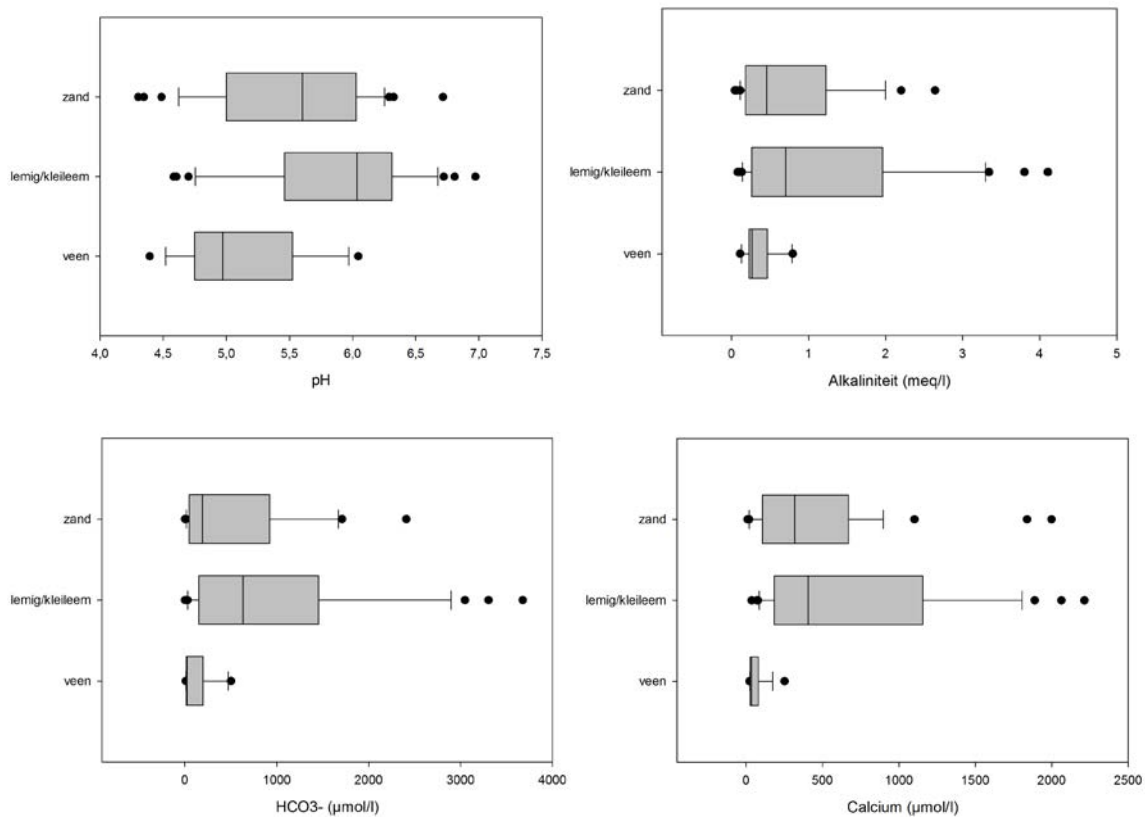 zand
lemig/kleileem
veen
4,0 4,5 5,0 5,5 6,0 6,5 7,0 7,5
pH
zand
lemig/kleileem
veen
0 1 2 3 4 5
Alkaliniteit (meq/l)
zand
lemig/kleileem
veen
0 1000 2000 3000 4000
HCO3- (µmol/l)
zand
lemig/kleileem
veen
0 500 1000 1500 2000 2500
Calcium (µmol/l)